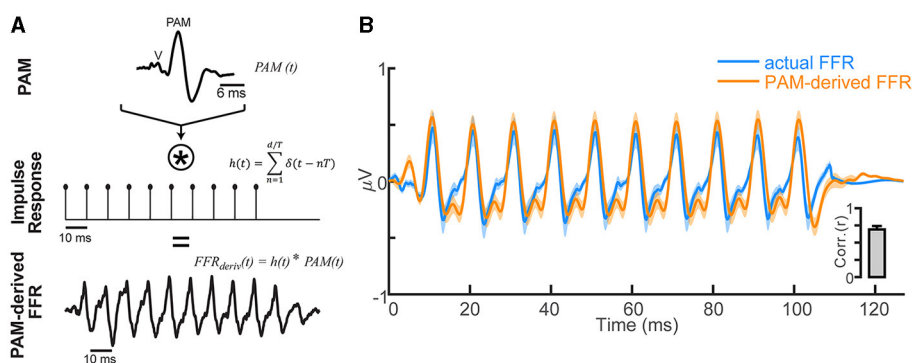 A
PAM
V
PAM
PAM (t)
6 ms
*
h(t) = d/T ∑ n=1 δ(t − nT)
Impulse
Response
10 ms
=
FFRderiv(t) = h(t) * PAM(t)
PAM-derived
FFR
10 ms
B
actual FFR
PAM-derived FFR
1
0
-1
μV
0 20 40 60 80 100 120
Time (ms)
1
0
Corr. (r)